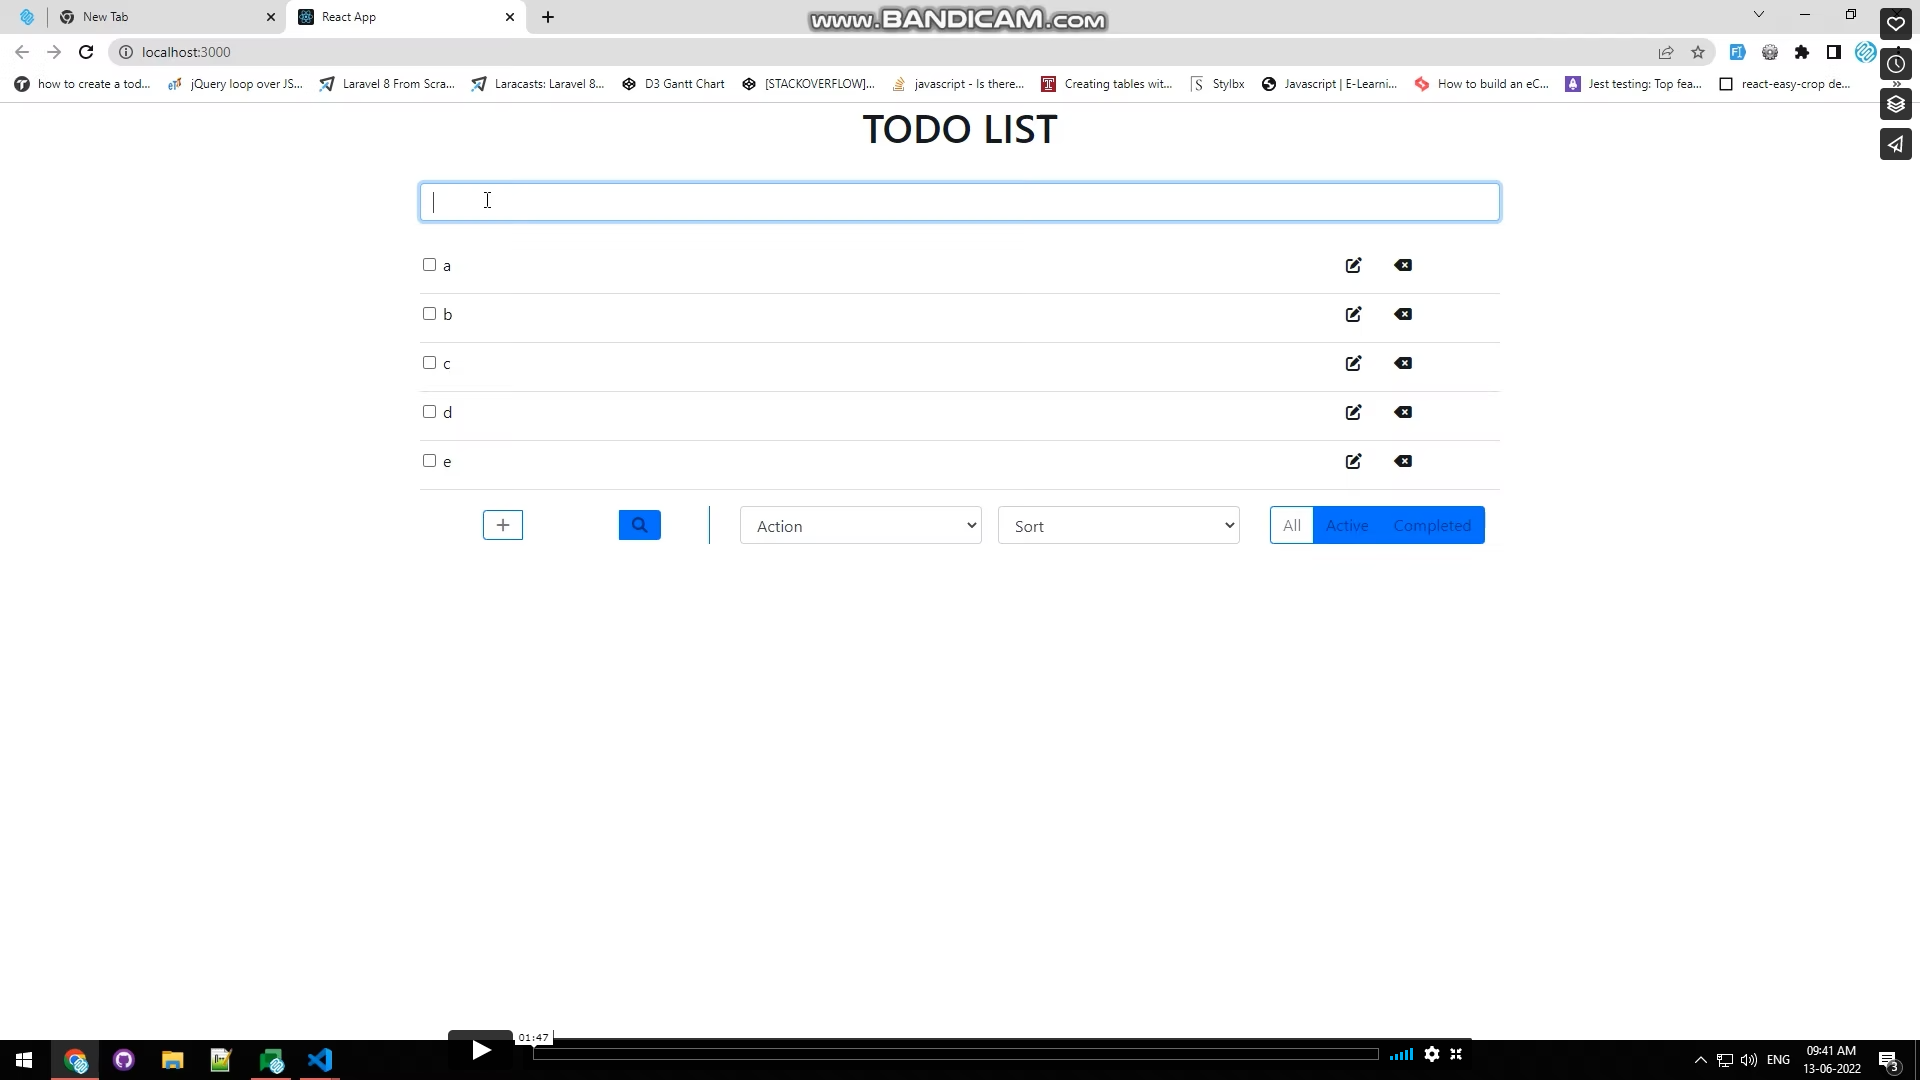 New Tab
React App
www.BANDICAM.com
localhost:3000
how to create a tod...
jQuery loop over JS...
Laravel 8 From Scra...
Laracasts: Laravel 8...
D3 Gantt Chart
[STACKOVERFLOW]...
javascript - Is there...
Creating tables wit...
Stylbx
Javascript | E-Learni...
How to build an eC...
Jest testing: Top fea...
react-easy-crop de...
TODO LIST
a
b
c
d
e
Action
Sort
All
Active
Completed
01:47
ENG
09:41 AM
13-06-2022
3